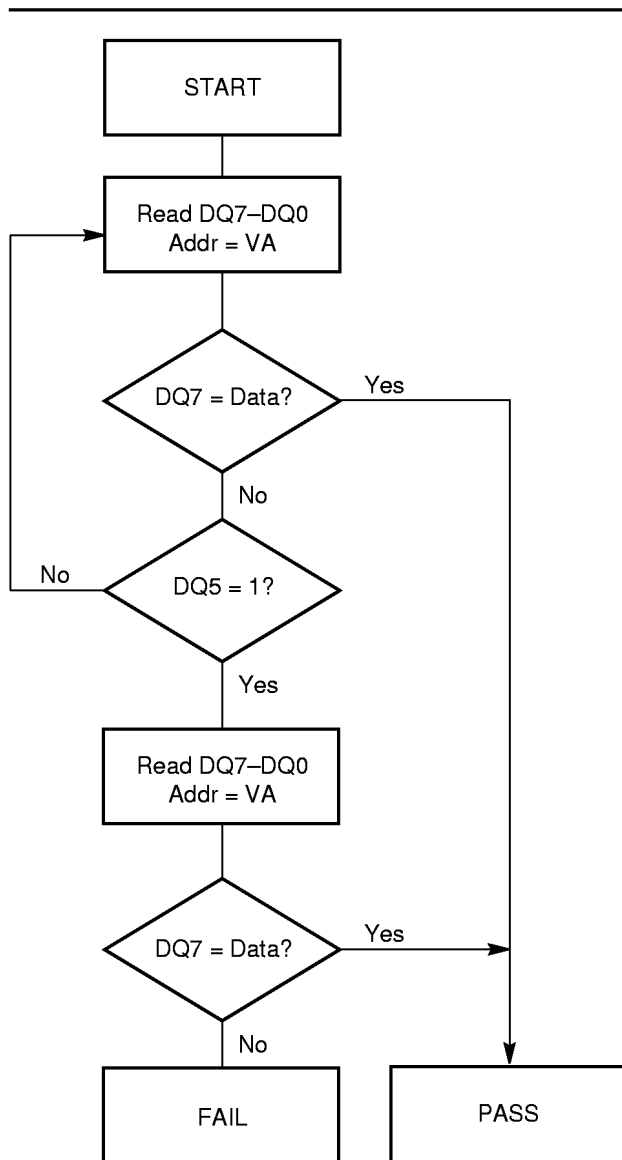 START
Read DQ7–DQ0
Addr = VA
DQ7 = Data?
Yes
No
DQ5 = 1?
No
Yes
Read DQ7–DQ0
Addr = VA
DQ7 = Data?
Yes
No
FAIL
PASS